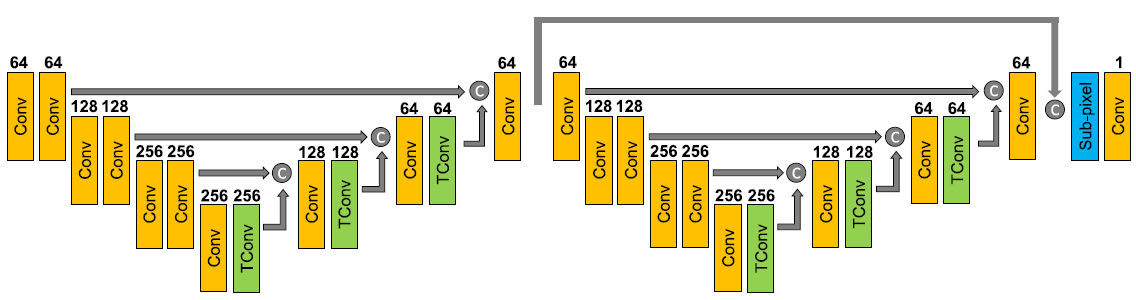 64 64 64 64 64 1
128 128 64 64 128 128 64 64
256 256 128 128 256 256 128 128
256 256 256 256
Conv Conv Conv Conv Conv Conv Conv TConv Conv TConv Conv TConv Conv
C C C
Conv Conv Conv Conv Conv Conv TConv Conv TConv Conv TConv Conv
C C C
C
Sub-pixel Conv